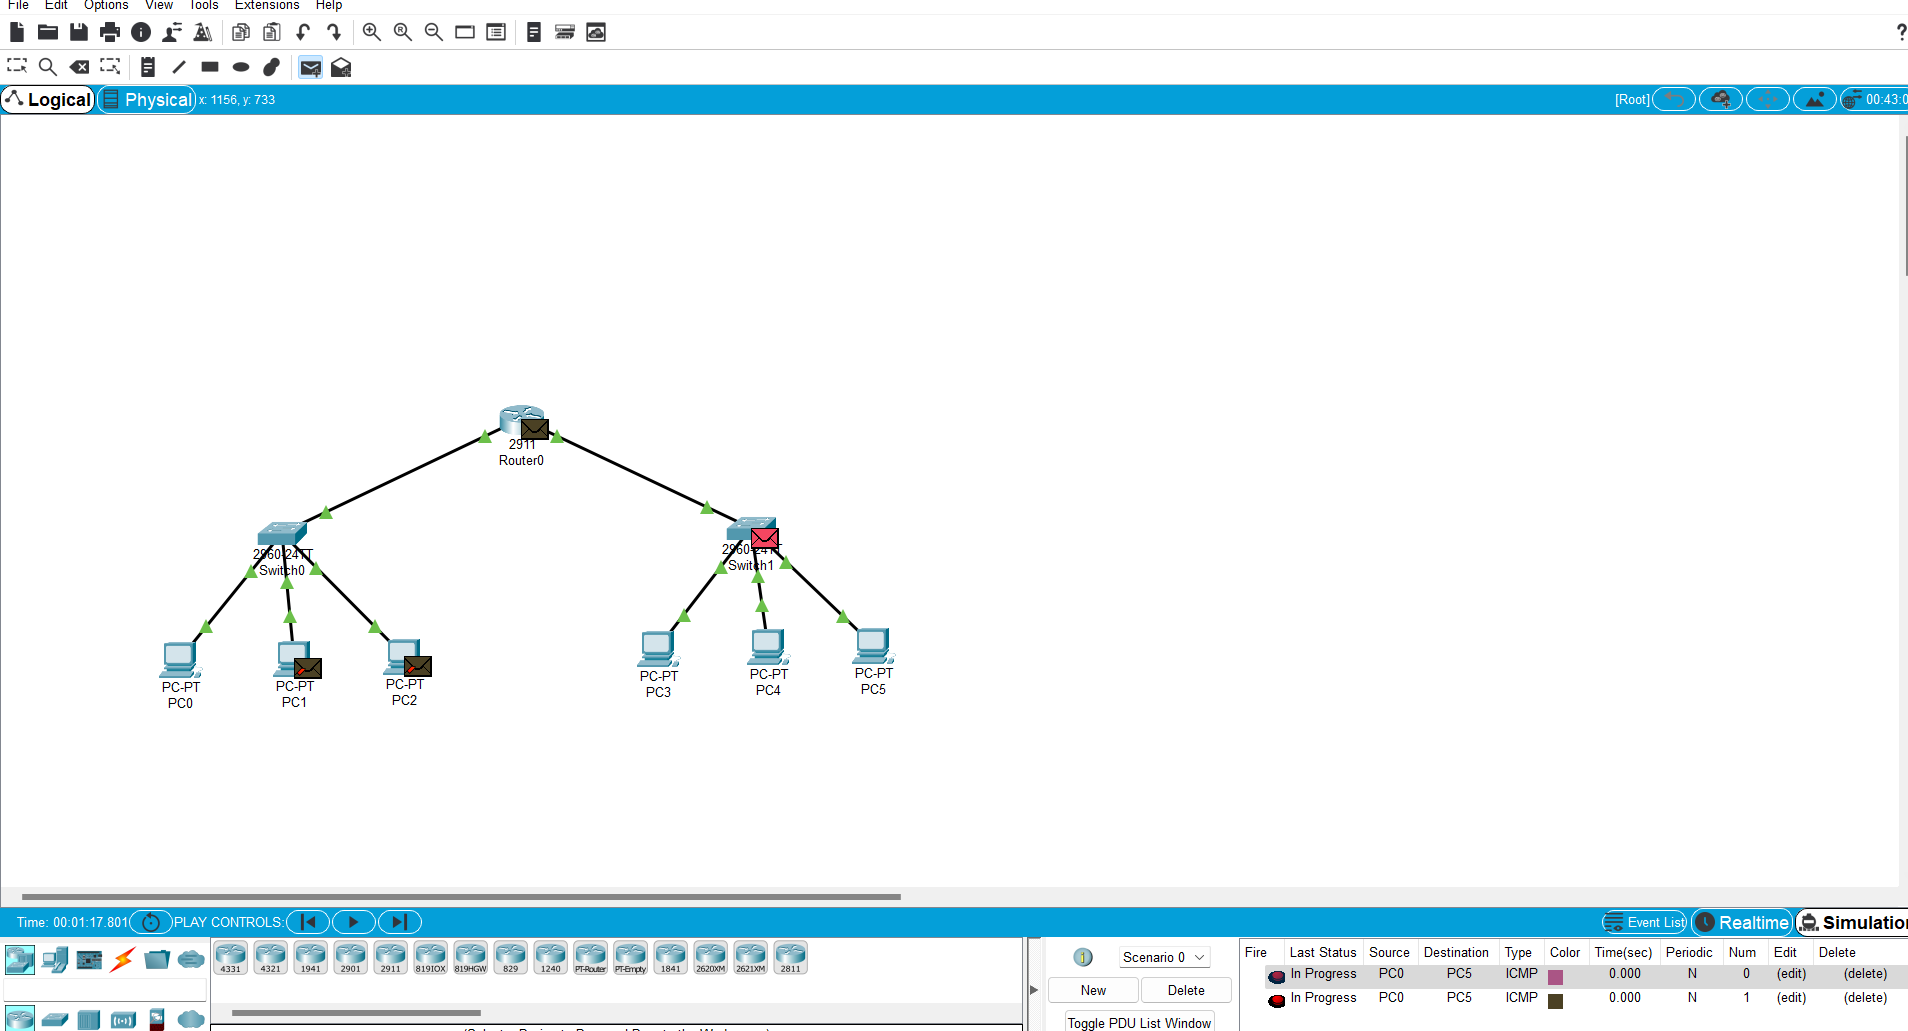 File Edit Options View Tools Extensions Help
?
Logical Physical x: 1156, y: 733 [Root] 00:43:0
2911
Router0
2960-24TT
Switch0
2960-24TT
Switch1
PC-PT
PC0
PC-PT
PC1
PC-PT
PC2
PC-PT
PC3
PC-PT
PC4
PC-PT
PC5
Time: 00:01:17.801 PLAY CONTROLS: Event List Realtime Simulation
4331 4321 1941 2901 2911 819IOX 819HGW 829 1240 PT-Router PT-Empty 1841 2620XM 2621XM 2811
Scenario 0
New Delete
Toggle PDU List Window
Fire Last Status Source Destination Type Color Time(sec) Periodic Num Edit Delete
In Progress PC0 PC5 ICMP 0.000 N 0 (edit) (delete)
In Progress PC0 PC5 ICMP 0.000 N 1 (edit) (delete)